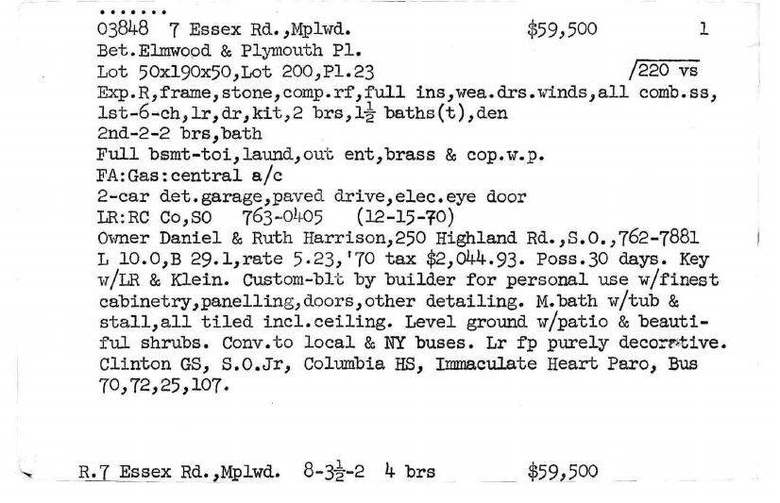 .......
03848 7 Essex Rd.,Mplwd. $59,500 1
Bet.Elmwood & Plymouth Pl.
Lot 50x190x50,Lot 200,Pl.23 /220 vs
Exp.R,frame,stone,comp.rf,full ins,wea.drs.winds,all comb.ss,
1st-6-ch,lr,dr,kit,2 brs,1½ baths(t),den
2nd-2-2 brs,bath
Full bsmt-toi,laund,out ent,brass & cop.w.p.
FA:Gas:central a/c
2-car det.garage,paved drive,elec.eye door
LR:RC Co,SO 763-0405 (12-15-70)
Owner Daniel & Ruth Harrison,250 Highland Rd.,S.O.,762-7881
L 10.0,B 29.1,rate 5.23,'70 tax $2,044.93. Poss.30 days. Key
w/LR & Klein. Custom-blt by builder for personal use w/finest
cabinetry,panelling,doors,other detailing. M.bath w/tub &
stall,all tiled incl.ceiling. Level ground w/patio & beauti-
ful shrubs. Conv.to local & NY buses. Lr fp purely decorative.
Clinton GS, S.O.Jr, Columbia HS, Immaculate Heart Paro, Bus
70,72,25,107.
R.7 Essex Rd.,Mplwd. 8-3½-2 4 brs $59,500